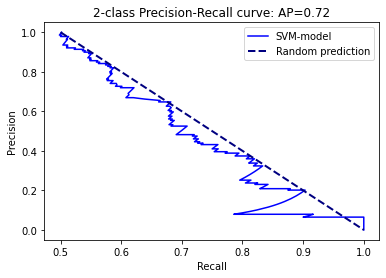 2-class Precision-Recall curve: AP=0.72
SVM-model
Random prediction
Precision
1.0
0.8
0.6
0.4
0.2
0.0
0.5
0.6
0.7
0.8
0.9
1.0
Recall